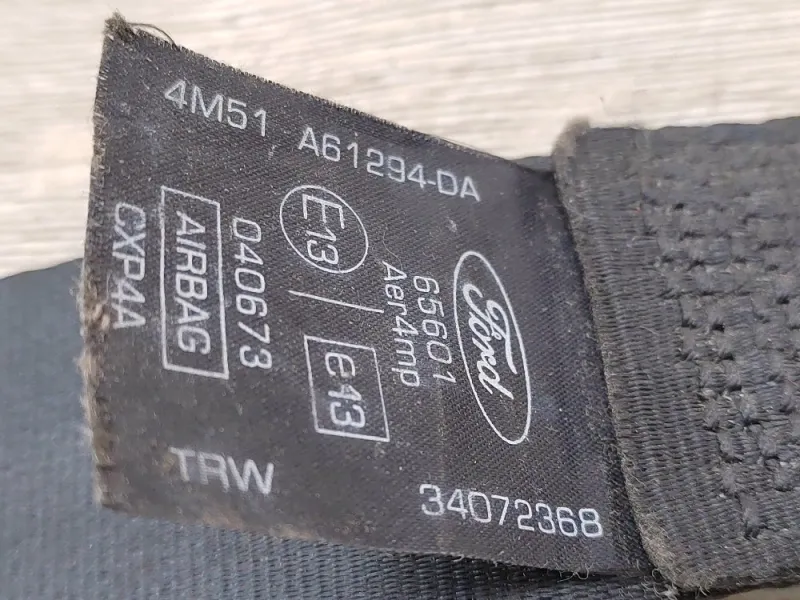 4M51 A61294-DA
E13
040673
AIRBAG
CXP4A
Ford
65601
Aer4mp
e13
TRW
34072368